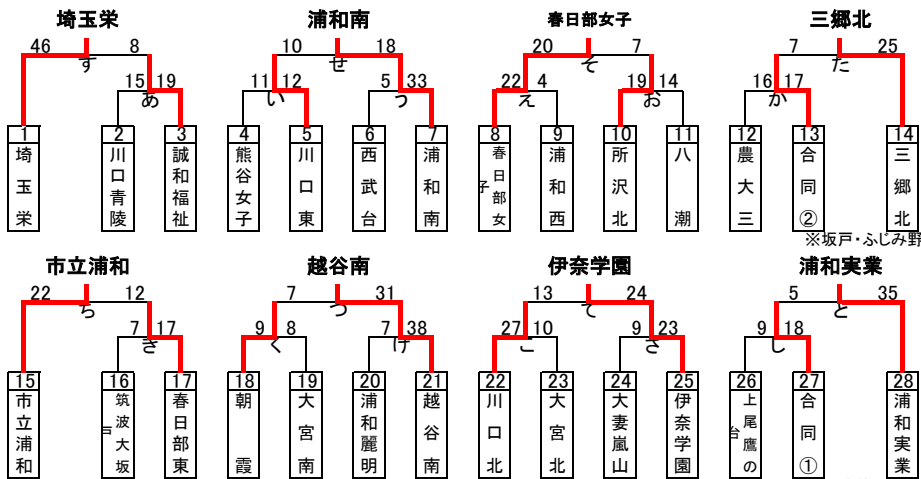 埼玉栄 浦和南 春日部女子 三郷北
46 8 10 18 20 7 7 25
す せ そ た
15 19 11 12 5 33 22 4 19 14 16 17
あ い う え お か
1 2 3 4 5 6 7 8 9 10 11 12 13 14
埼玉栄
川口青陵
誠和福祉
熊谷女子
川口東
西武台
浦和南
春日部女子
浦和西
所沢北
八潮
農大三
合同②
三郷北
※坂戸・ふじみ野
市立浦和 越谷南 伊奈学園 浦和実業
22 12 7 31 13 24 5 35
ち つ て と
7 17 9 8 7 38 27 10 9 23 9 18
き く け こ さ し
15 16 17 18 19 20 21 22 23 24 25 26 27 28
市立浦和
筑波大坂戸
春日部東
朝霞
大宮南
浦和麗明
越谷南
川口北
大宮北
大妻嵐山
伊奈学園
上尾鷹の台
合同①
浦和実業